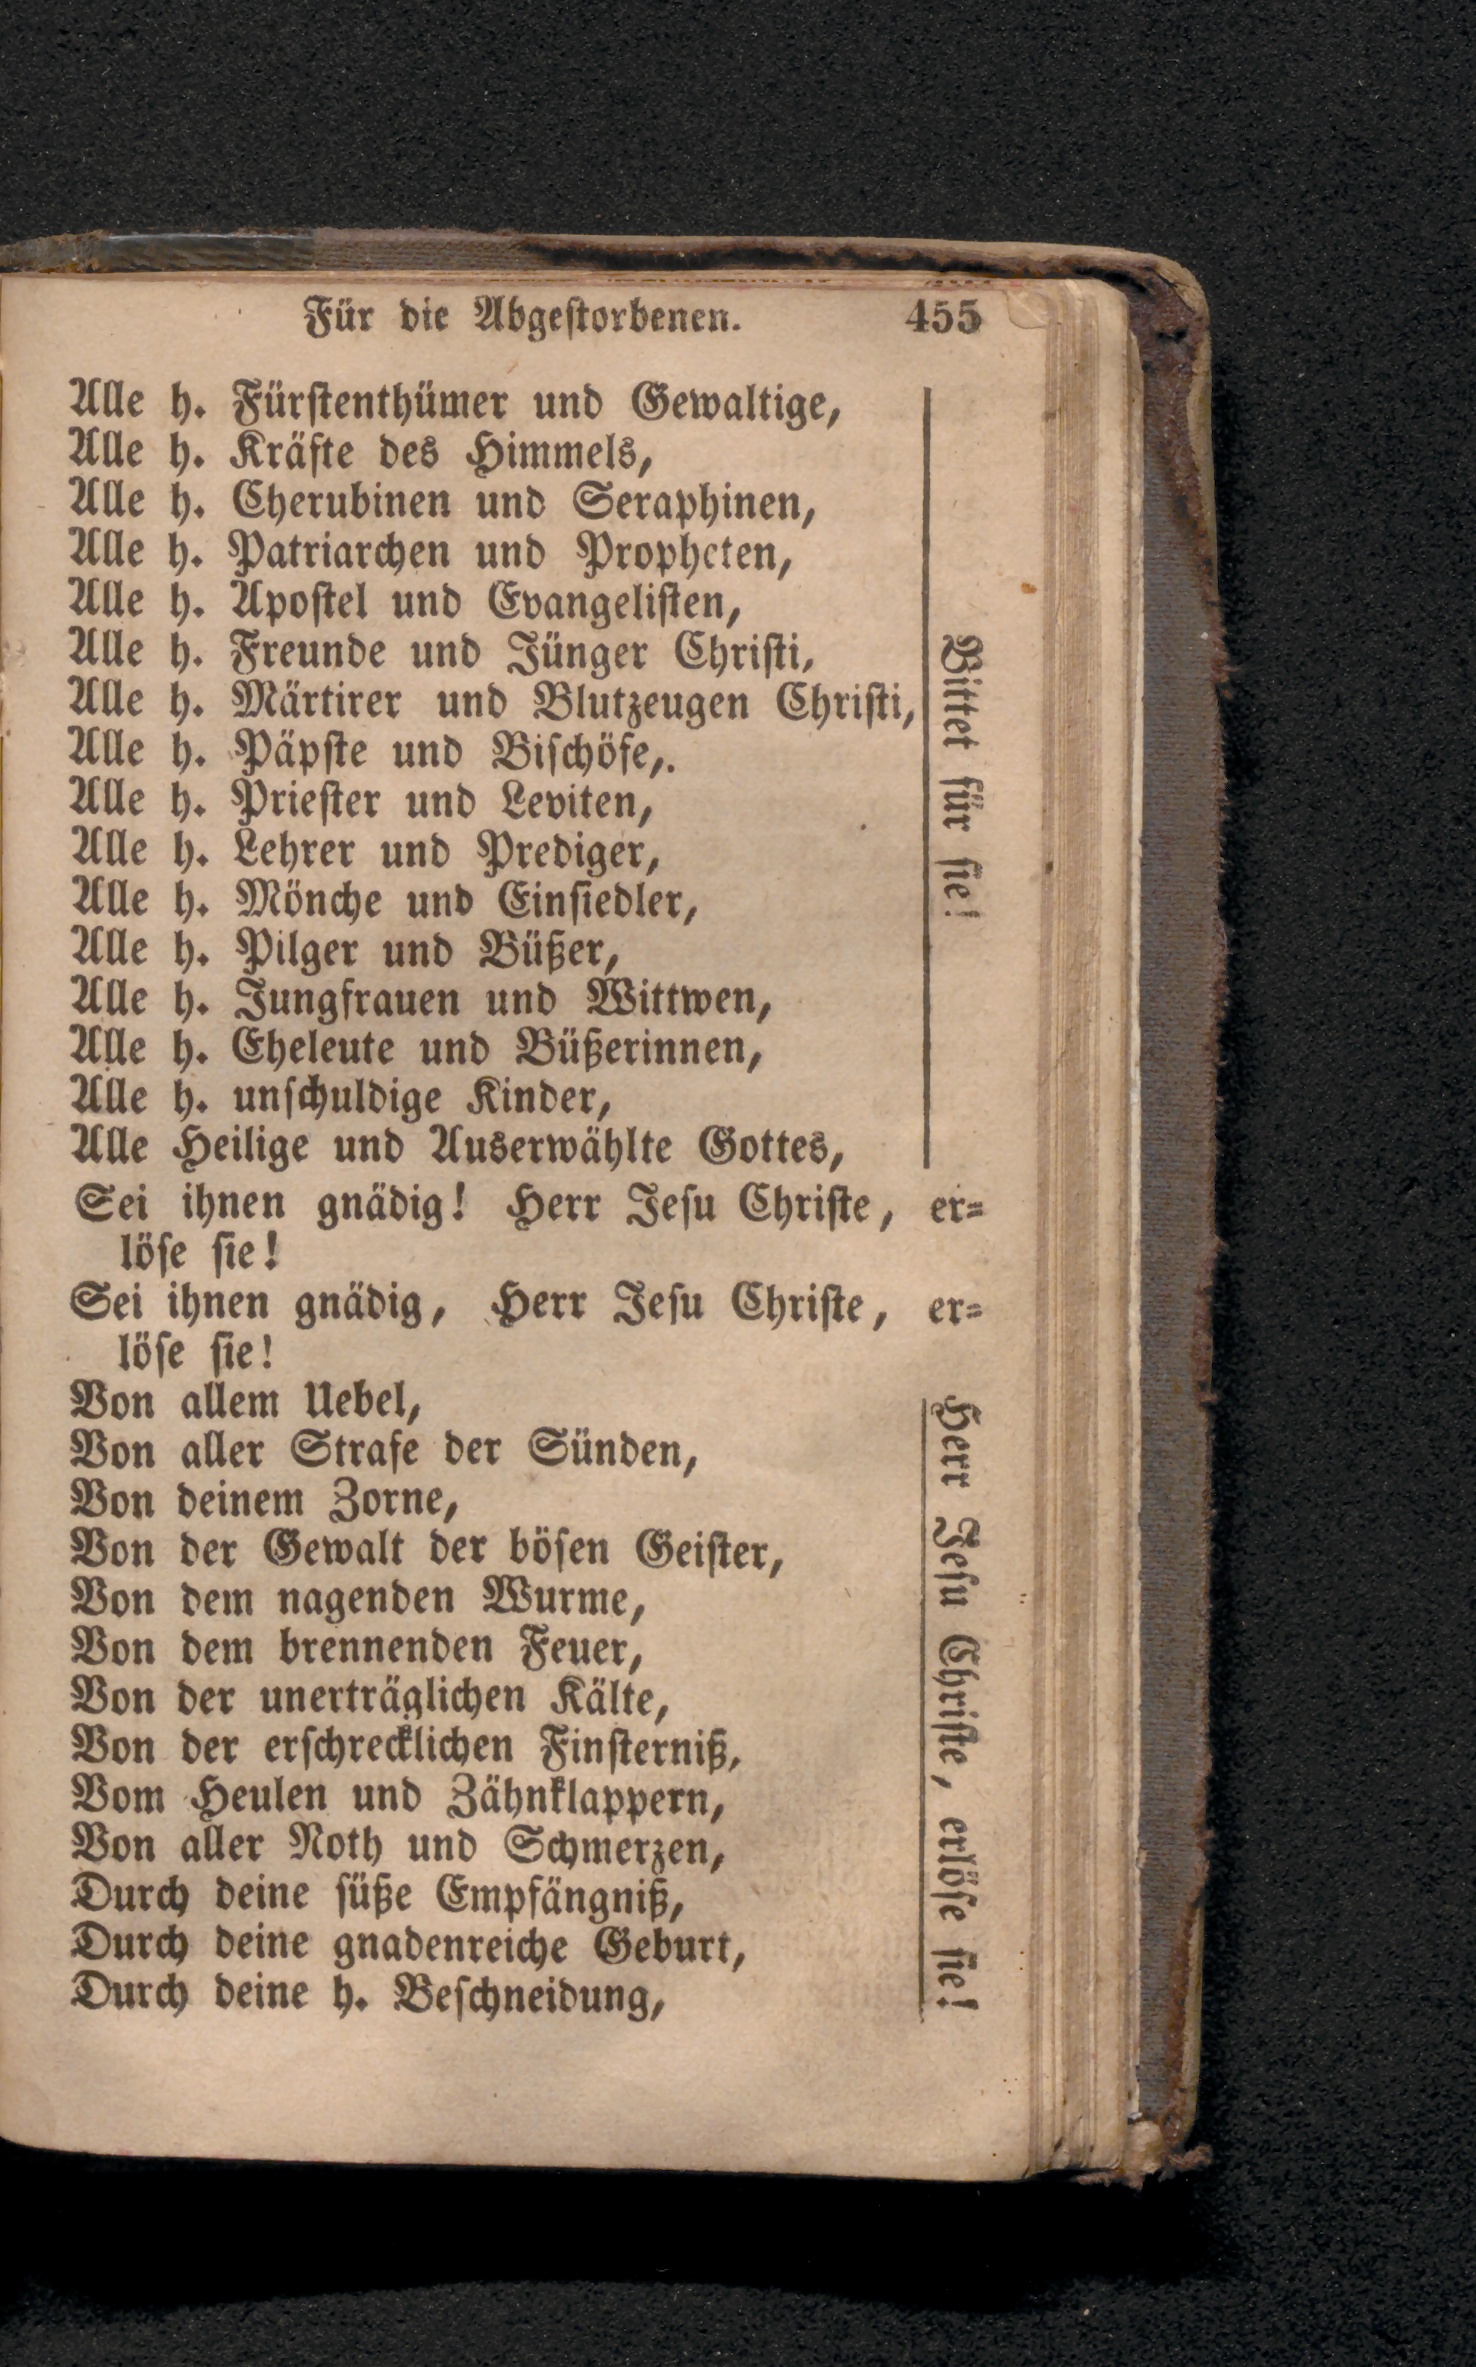 Für die Abgestorbenen. 455
Alle h. Fürstenthümer und Gewaltige,
Alle h. Kräfte des Himmels,
Alle h. Cherubinen und Seraphinen,
Alle h. Patriarchen und Propheten,
Alle h. Apostel und Evangelisten,
Alle h. Freunde und Jünger Christi,
Alle h. Märtirer und Blutzeugen Christi,
Alle h. Päpste und Bischöfe,.
Alle h. Priester und Leviten,
Alle h. Lehrer und Prediger,
Alle h. Mönche und Einsiedler,
Alle h. Pilger und Büßer,
Alle h. Jungfrauen und Wittwen,
Alle h. Eheleute und Büßerinnen,
Alle h. unschuldige Kinder,
Alle Heilige und Auserwählte Gottes,
Bittet für sie!
Sei ihnen gnädig! Herr Jesu Christe, er=
löse sie!
Sei ihnen gnädig, Herr Jesu Christe, er=
löse sie!
Von allem Uebel,
Von aller Strafe der Sünden,
Von deinem Zorne,
Von der Gewalt der bösen Geister,
Von dem nagenden Wurme,
Von dem brennenden Feuer,
Von der unerträglichen Kälte,
Von der erschrecklichen Finsterniß,
Vom Heulen und Zähnklappern,
Von aller Noth und Schmerzen,
Durch deine süße Empfängniß,
Durch deine gnadenreiche Geburt,
Durch deine h. Beschneidung,
Herr Jesu Christe, erlöse sie!